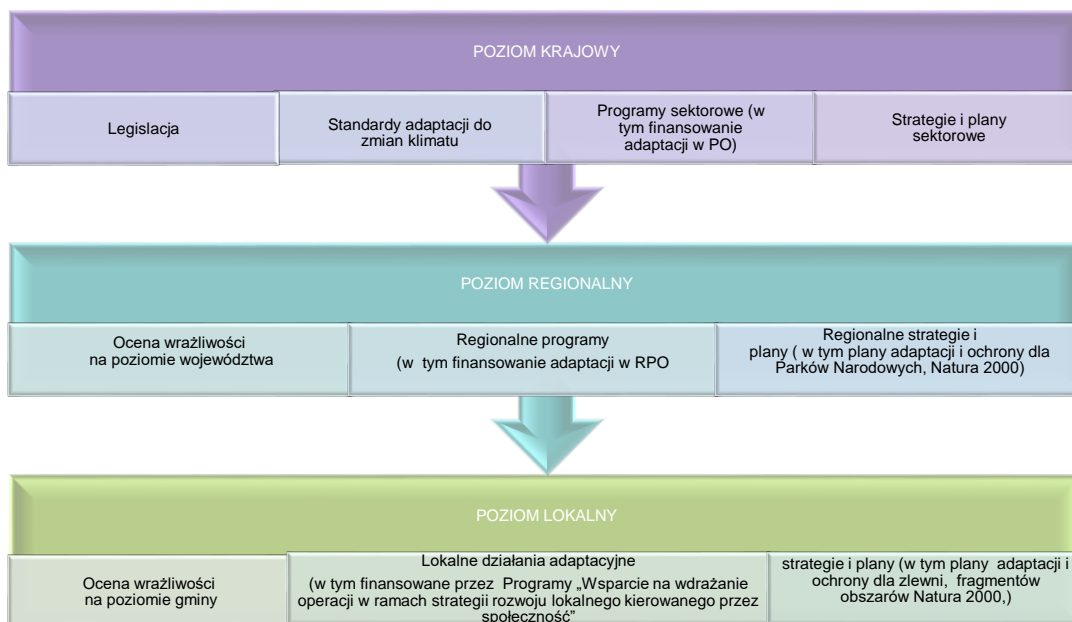 POZIOM KRAJOWY
Legislacja
Standardy adaptacji do
zmian klimatu
Programy sektorowe (w
tym finansowanie
adaptacji w PO)
Strategie i plany
sektorowe
POZIOM REGIONALNY
Ocena wrażliwości
na poziomie województwa
Regionalne programy
(w tym finansowanie adaptacji w RPO
Regionalne strategie i
plany ( w tym plany adaptacji i ochrony dla
Parków Narodowych, Natura 2000)
POZIOM LOKALNY
Ocena wrażliwości
na poziomie gminy
Lokalne działania adaptacyjne
(w tym finansowane przez Programy „Wsparcie na wdrażanie
operacji w ramach strategii rozwoju lokalnego kierowanego przez
społeczność”
strategie i plany (w tym plany adaptacji i
ochrony dla zlewni, fragmentów
obszarów Natura 2000,)